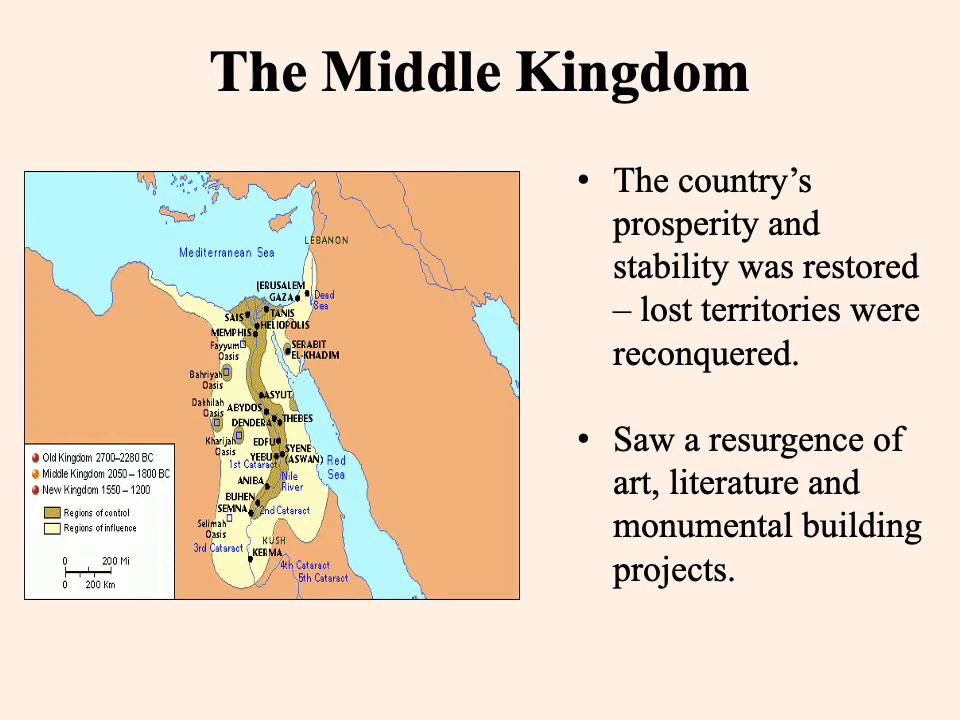 The Middle Kingdom
• The country’s
prosperity and
stability was restored
– lost territories were
reconquered.
• Saw a resurgence of
art, literature and
monumental building
projects.
LEBANON
Mediterranean Sea
JERUSALEM
GAZA
Dead
Sea
TANIS
SAIS
HELIOPOLIS
MEMPHIS
Fayyum
Oasis
SERABIT
EL-KHADIM
Bahriyah
Oasis
ASYUT
Dakhilah
Oasis
ABYDOS
DENDERA
THEBES
Kharijah
Oasis
EDFU
YEBU
SYENE
(ASWAN)
1st Cataract
Red
Sea
Nile
River
ANIBA
BUHEN
SEMNA
2nd Cataract
Selimah
Oasis
KUSH
3rd Cataract
KERMA
4th Cataract
5th Cataract
Old Kingdom 2700–2280 BC
Middle Kingdom 2050 – 1800 BC
New Kingdom 1550 – 1200
Regions of control
Regions of influence
0 200 Mi
0 200 Km